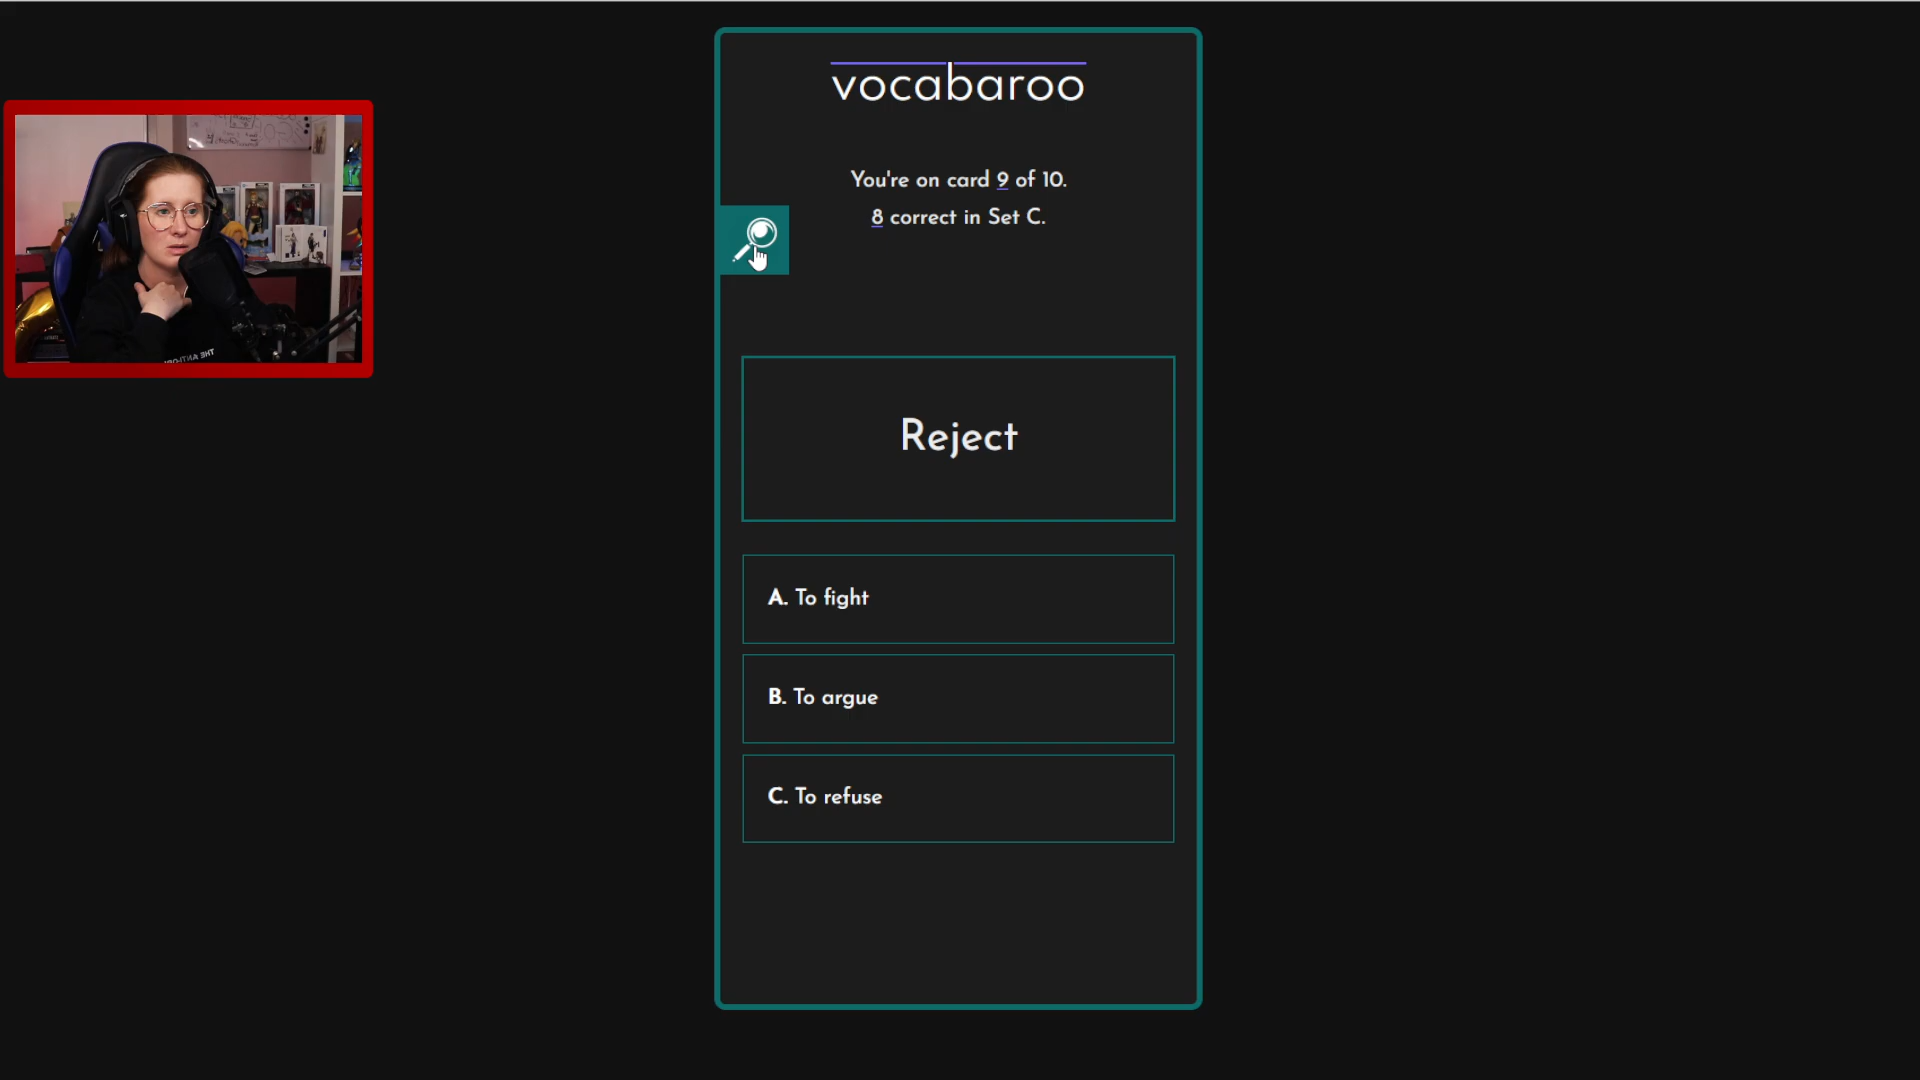 vocabaroo
You're on card 9 of 10.
8 correct in Set C.
Reject
A. To fight
B. To argue
C. To refuse